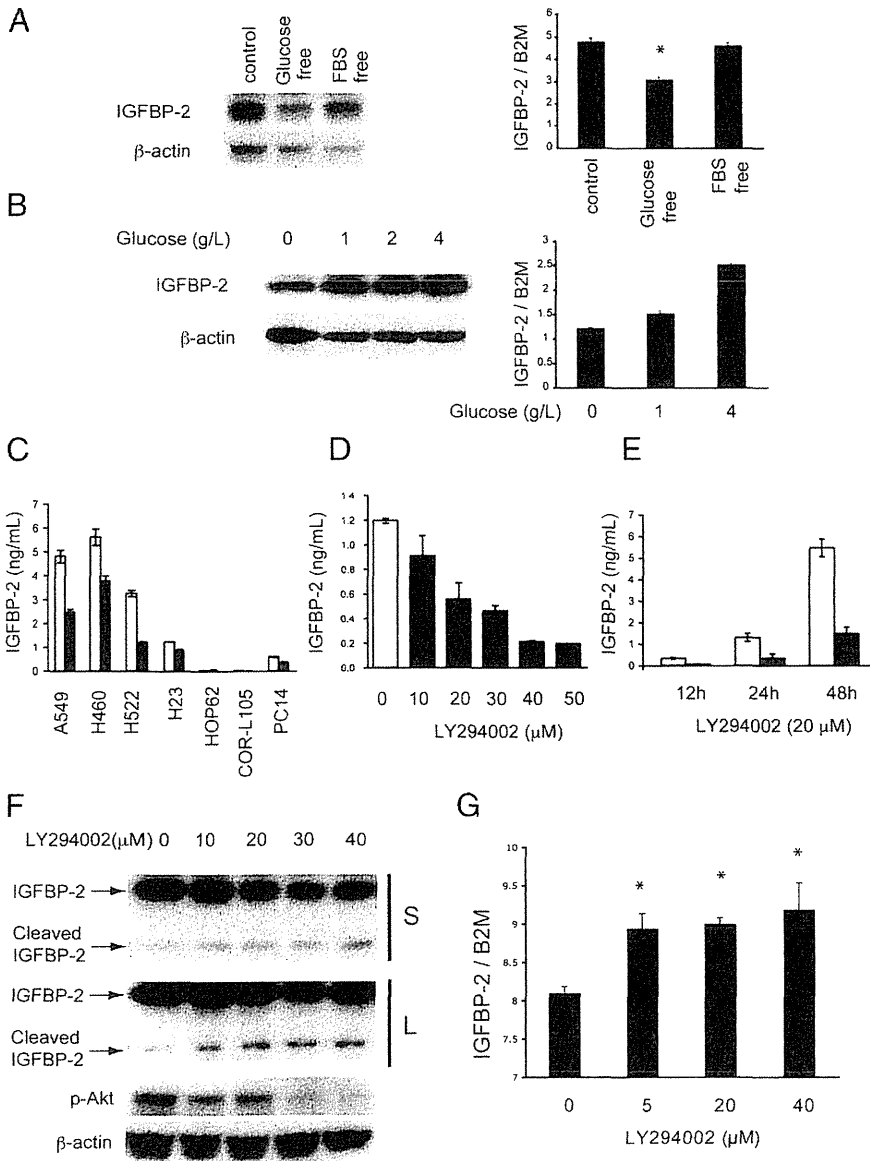 A
control
Glucose free
FBS free
IGFBP-2
β-actin
IGFBP-2 / B2M
6
5
4
3
2
1
0
*
control
Glucose free
FBS free
B
Glucose (g/L) 0 1 2 4
IGFBP-2
β-actin
IGFBP-2 / B2M
3
2.5
2
1.5
1
0.5
0
Glucose (g/L) 0 1 4
C
IGFBP-2 (ng/mL)
7
6
5
4
3
2
1
0
A549
H460
H522
H23
HOP62
COR-L105
PC14
D
IGFBP-2 (ng/mL)
1.4
1.2
1.0
0.8
0.6
0.4
0.2
0.0
0 10 20 30 40 50
LY294002 (μM)
E
IGFBP-2 (ng/mL)
7
6
5
4
3
2
1
0
12h 24h 48h
LY294002 (20 μM)
F
LY294002(μM) 0 10 20 30 40
IGFBP-2
Cleaved
IGFBP-2
S
IGFBP-2
Cleaved
IGFBP-2
L
p-Akt
β-actin
G
IGFBP-2 / B2M
10
9.5
9
8.5
8
7.5
7
* * *
0 5 20 40
LY294002 (μM)